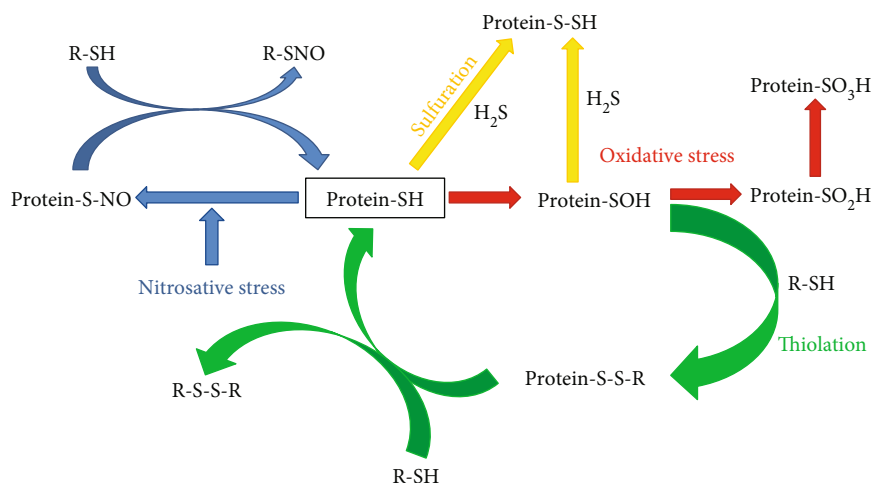 Protein-S-SH
R-SH
R-SNO
Sulfuration
H₂S
H₂S
Protein-SO₃H
Oxidative stress
Protein-S-NO
Protein-SH
Protein-SOH
Protein-SO₂H
Nitrosative stress
R-SH
Thiolation
R-S-S-R
Protein-S-S-R
R-SH